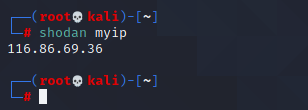 ┌──(root💀kali)-[~]
└─# shodan myip
116.86.69.36
┌──(root💀kali)-[~]
└─#